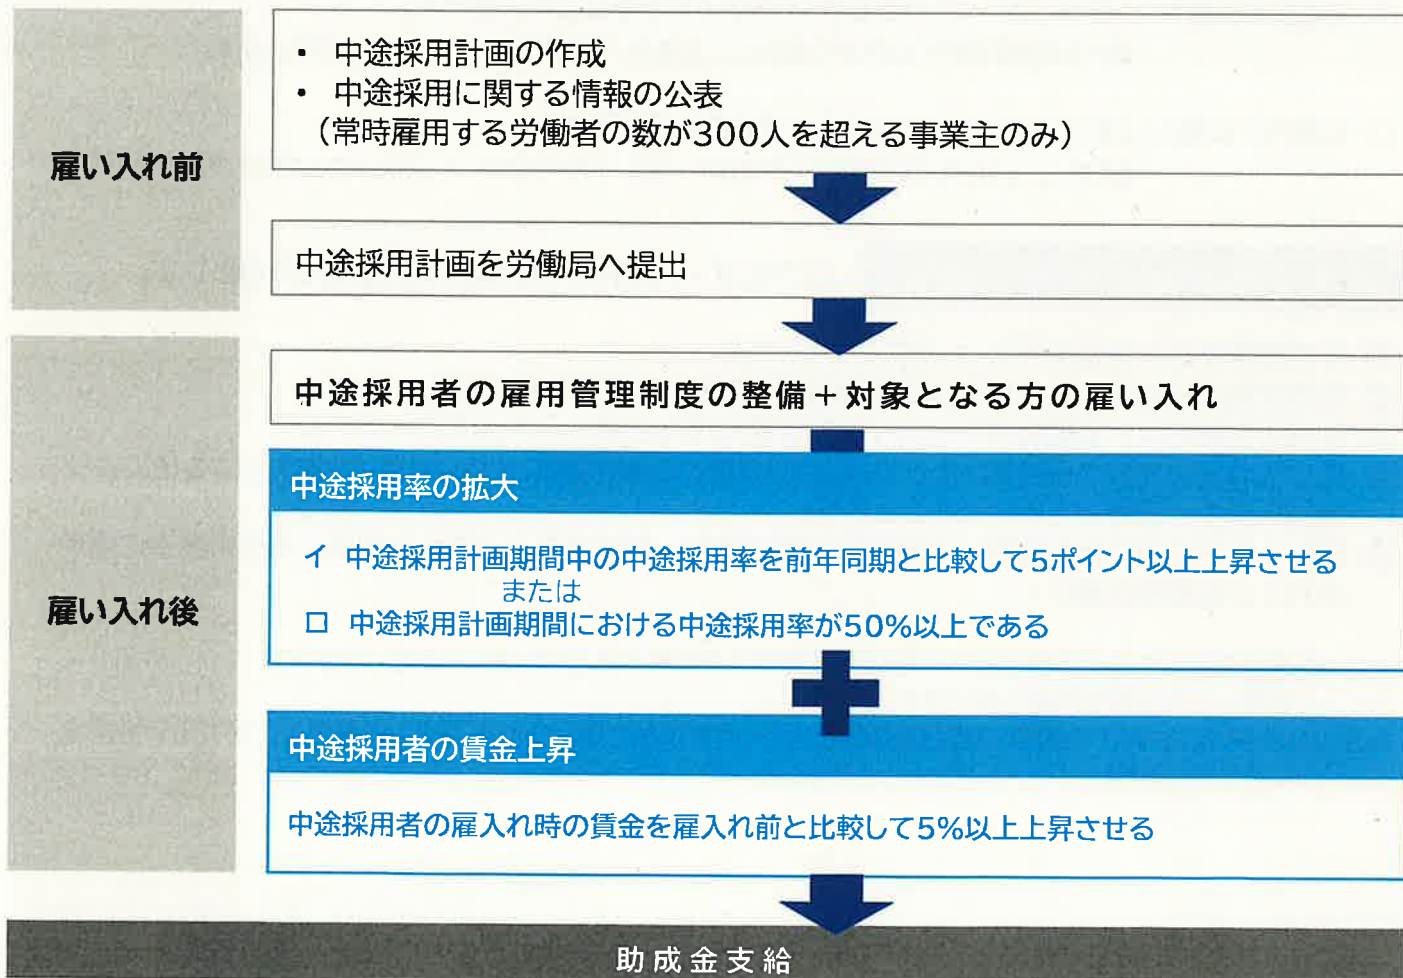 雇い入れ前
・ 中途採用計画の作成
・ 中途採用に関する情報の公表
（常時雇用する労働者の数が300人を超える事業主のみ）
中途採用計画を労働局へ提出
雇い入れ後
中途採用者の雇用管理制度の整備＋対象となる方の雇い入れ
中途採用率の拡大
イ 中途採用計画期間中の中途採用率を前年同期と比較して5ポイント以上上昇させる
または
ロ 中途採用計画期間における中途採用率が50%以上である
中途採用者の賃金上昇
中途採用者の雇入れ時の賃金を雇入れ前と比較して5%以上上昇させる
助成金支給